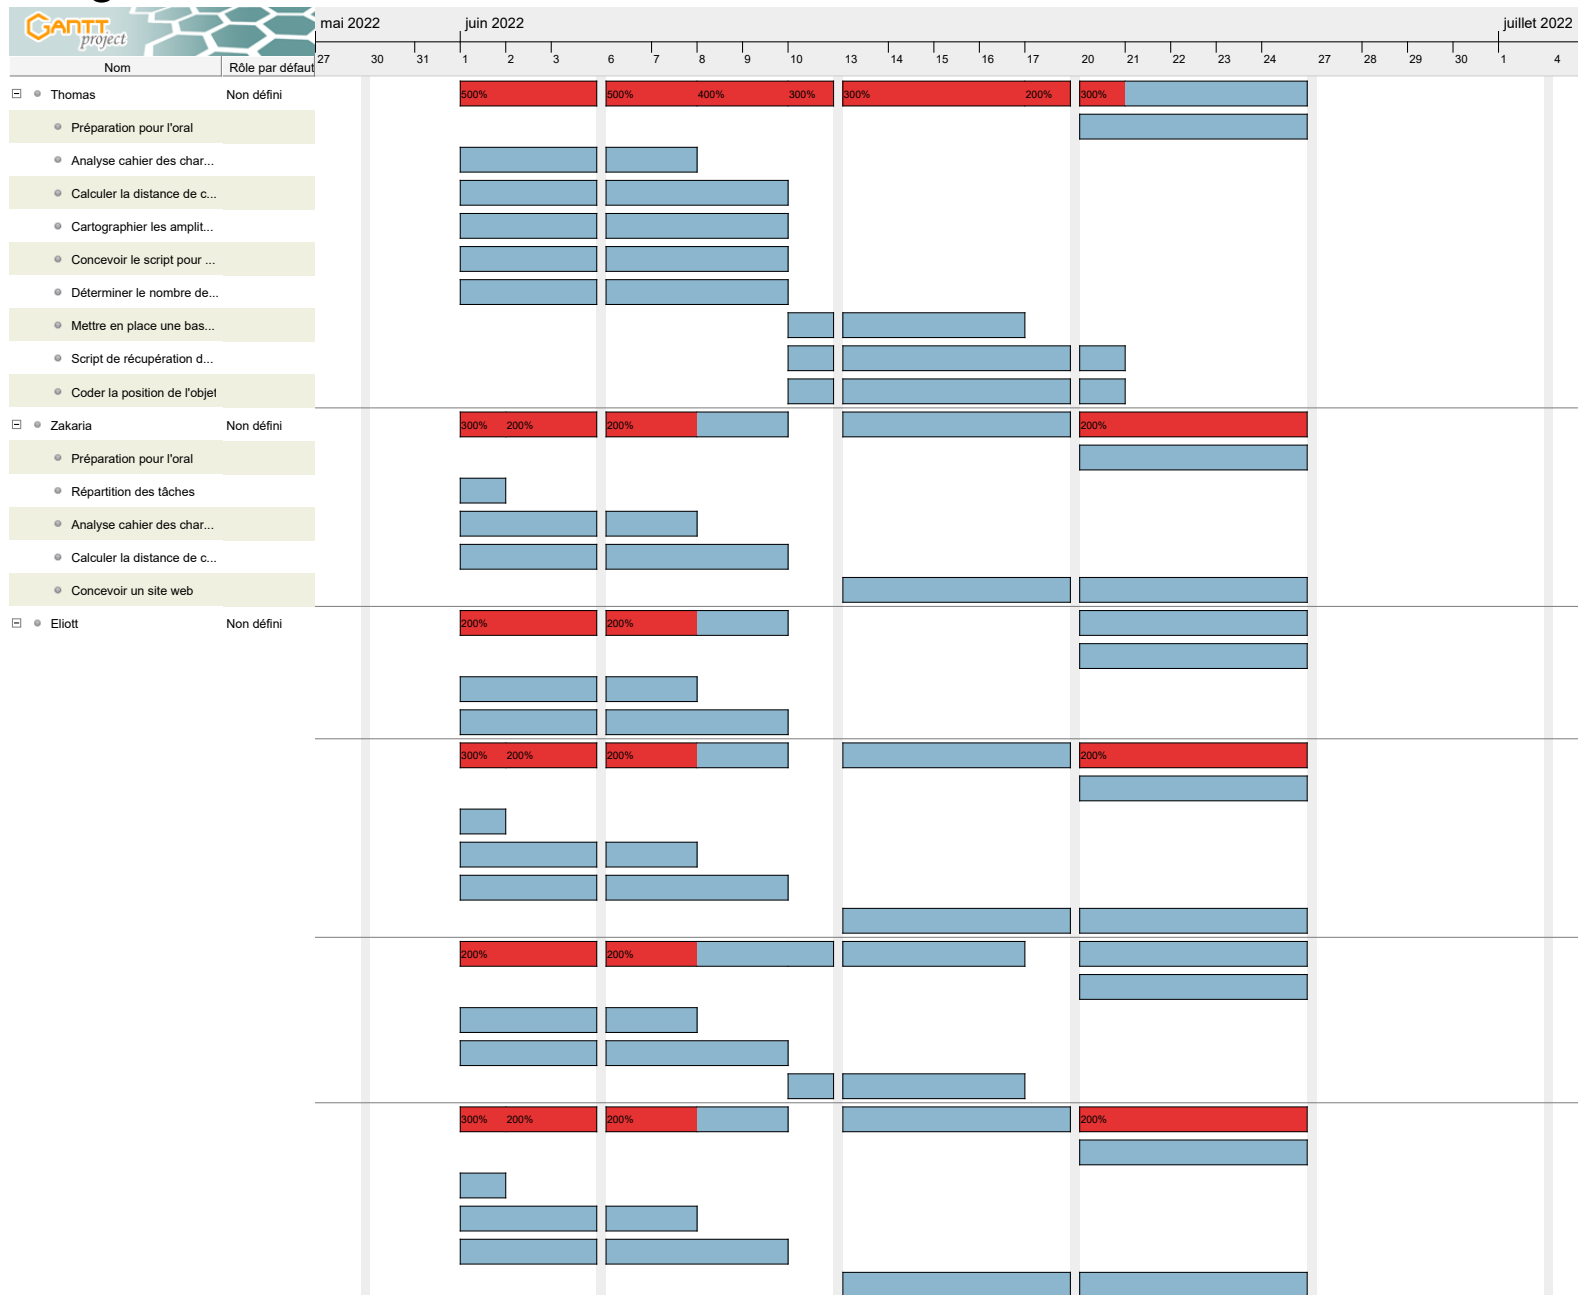 GANTT
project
mai 2022 juin 2022 juillet 2022
Nom Rôle par défaut
27 30 31 1 2 3 6 7 8 9 10 13 14 15 16 17 20 21 22 23 24 27 28 29 30 1 4
Thomas Non défini 500% 500% 400% 300% 300% 200% 300%
Préparation pour l'oral
Analyse cahier des char...
Calculer la distance de c...
Cartographier les amplit...
Concevoir le script pour ...
Déterminer le nombre de...
Mettre en place une bas...
Script de récupération d...
Coder la position de l'objet
Zakaria Non défini 300% 200% 200% 200%
Préparation pour l'oral
Répartition des tâches
Analyse cahier des char...
Calculer la distance de c...
Concevoir un site web
Eliott Non défini 200% 200%
300% 200% 200% 200%
200% 200%
300% 200% 200% 200%